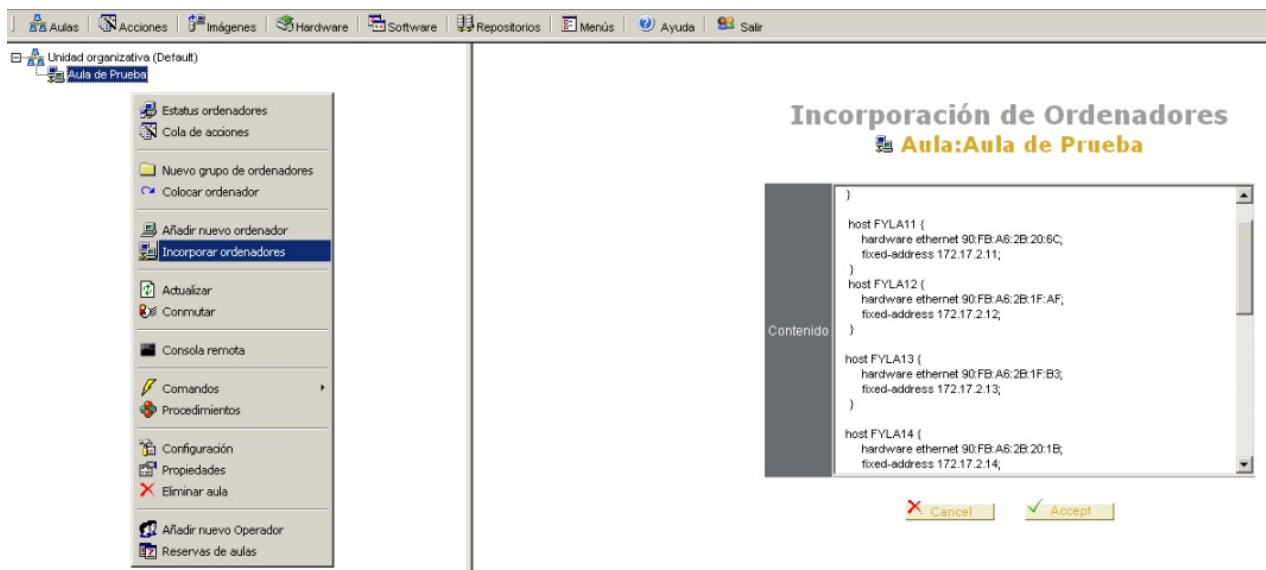 Aulas Acciones Imágenes Hardware Software Repositorios Menús Ayuda Salir
Unidad organizativa (Default)
Aula de Prueba
Estatus ordenadores
Cola de acciones
Nuevo grupo de ordenadores
Colocar ordenador
Añadir nuevo ordenador
Incorporar ordenadores
Actualizar
Conmutar
Consola remota
Comandos
Procedimientos
Configuración
Propiedades
Eliminar aula
Añadir nuevo Operador
Reservas de aulas
Incorporación de Ordenadores
Aula:Aula de Prueba
Contenido
}
host FYLA11 {
hardware ethernet 90:FB:A6:2B:20:6C;
fixed-address 172.17.2.11;
}
host FYLA12 {
hardware ethernet 90:FB:A6:2B:1F:AF;
fixed-address 172.17.2.12;
}
host FYLA13 {
hardware ethernet 90:FB:A6:2B:1F:B3;
fixed-address 172.17.2.13;
}
host FYLA14 {
hardware ethernet 90:FB:A6:2B:20:1B;
fixed-address 172.17.2.14;
Cancel Accept